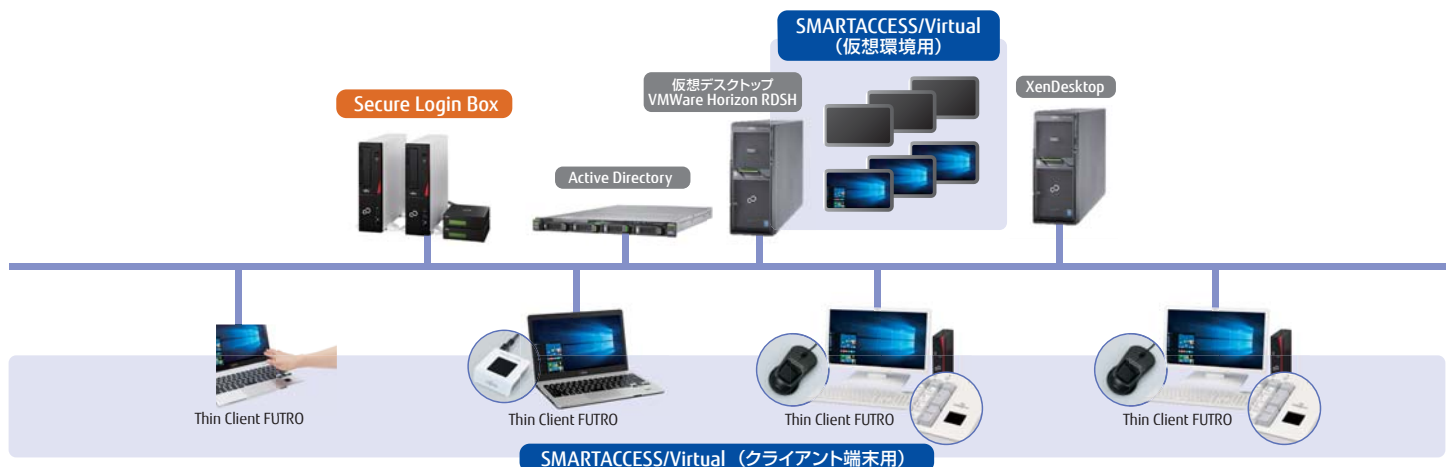 SMARTACCESS/Virtual
（仮想環境用）
仮想デスクトップ
VMWare Horizon RDSH
XenDesktop
Secure Login Box
Active Directory
Thin Client FUTRO
Thin Client FUTRO
Thin Client FUTRO
Thin Client FUTRO
SMARTACCESS/Virtual（クライアント端末用）